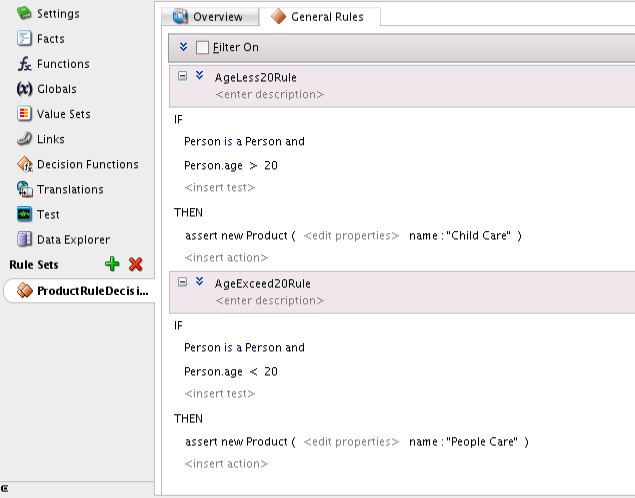 Settings
Facts
Functions
Globals
Value Sets
Links
Decision Functions
Translations
Test
Data Explorer
Rule Sets
ProductRuleDecisi...
Overview
General Rules
Filter On
AgeLess20Rule
<enter description>
IF
Person is a Person and
Person.age > 20
<insert test>
THEN
assert new Product ( <edit properties> name : "Child Care" )
<insert action>
AgeExceed20Rule
<enter description>
IF
Person is a Person and
Person.age < 20
<insert test>
THEN
assert new Product ( <edit properties> name : "People Care" )
<insert action>